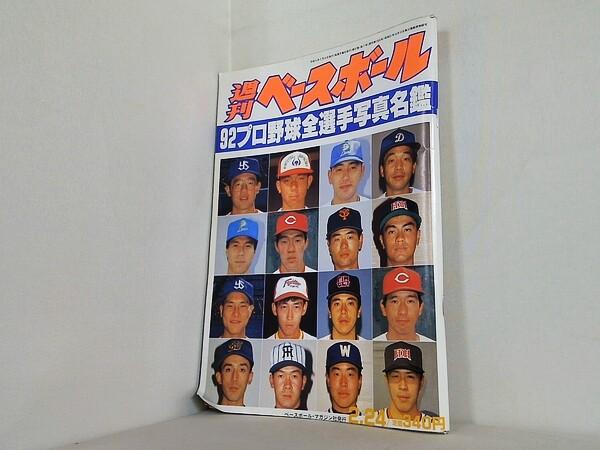 週刊ベースボール
92プロ野球全選手写真名鑑
ベースボール・マガジン社発行
2.24 340円